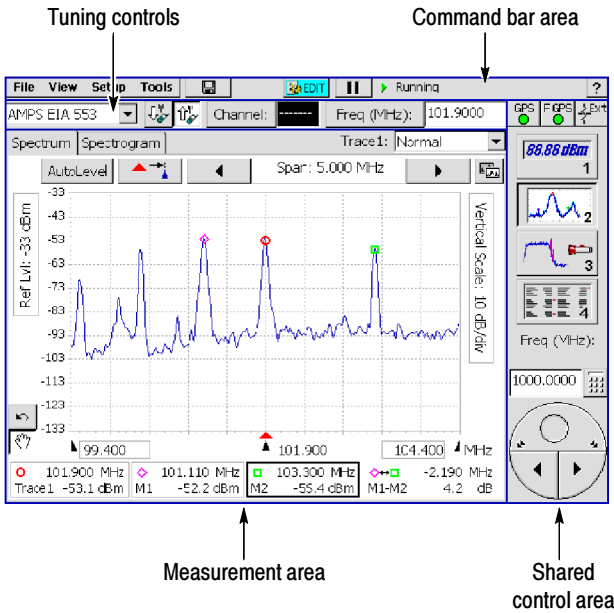 Tuning controls
Command bar area
File View Setup Tools EDIT Running ?
AMPS EIA 553 Channel: ------ Freq (MHz): 101.9000 GPS F GPS Ext
Spectrum Spectrogram Trace1: Normal
88.88 dBm
1
AutoLevel Span: 5.000 MHz
2
3
4
Ref Lvl: -33 dBm
Vertical Scale: 10 dB/div
-33
-43
-53
-63
-73
-83
-93
-103
-113
-123
-133
Freq (MHz):
1000.0000
99.400 101.900 104.400 MHz
101.900 MHz 101.110 MHz 103.300 MHz -2.190 MHz
Trace1 -53.1 dBm M1 -52.2 dBm M2 -55.4 dBm M1-M2 4.2 dB
Measurement area
Shared
control area